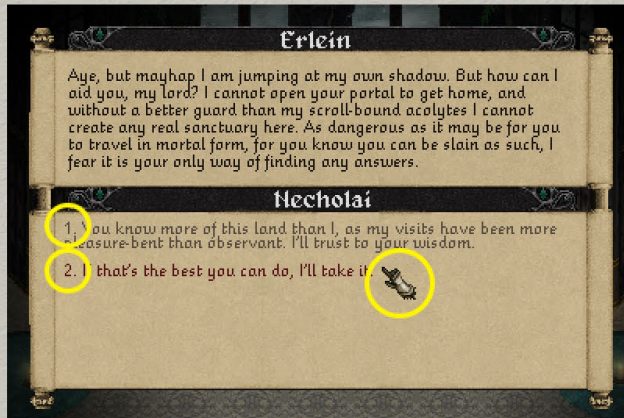 Erlein
Aye, but mayhap I am jumping at my own shadow. But how can I
aid you, my lord? I cannot open your portal to get home, and
without a better guard than my scroll-bound acolytes I cannot
create any real sanctuary here. As dangerous as it may be for you
to travel in mortal form, for you know you can be slain as such, I
fear it is your only way of finding any answers.
Necholai
1. You know more of this land than I, as my visits have been more
pleasure-bent than observant. I'll trust to your wisdom.
2. If that's the best you can do, I'll take it.